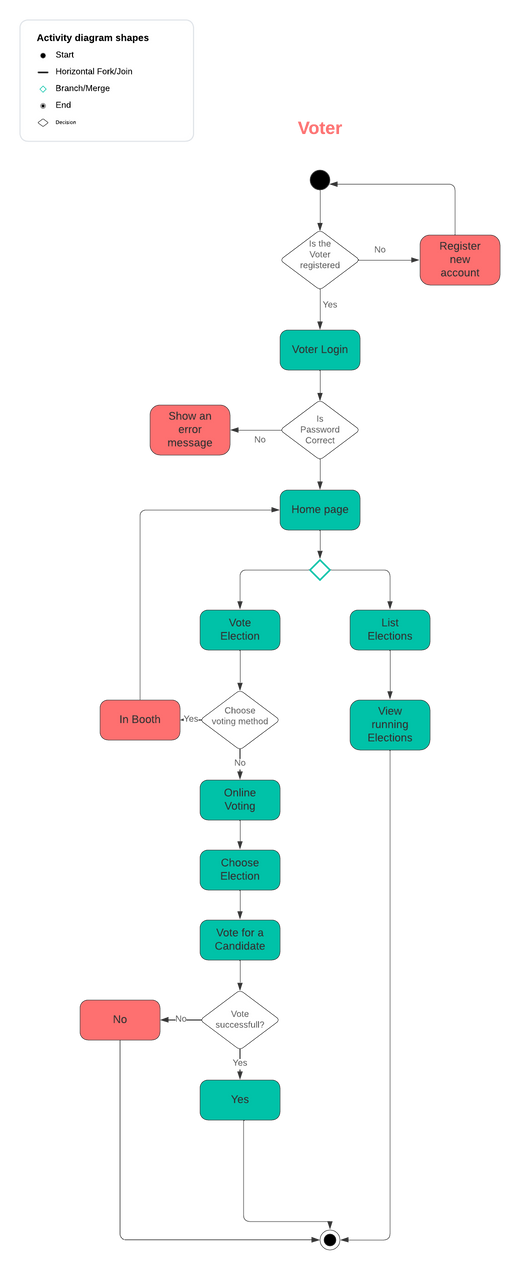 Activity diagram shapes
Start
Horizontal Fork/Join
Branch/Merge
End
Decision
Voter
Is the
Voter
registered
No
Register
new
account
Yes
Voter Login
Is
Password
Correct
No
Show an
error
message
Home page
Vote
Election
List
Elections
Choose
voting method
Yes
In Booth
View
running
Elections
No
Online
Voting
Choose
Election
Vote for a
Candidate
Vote
successfull?
No
No
Yes
Yes